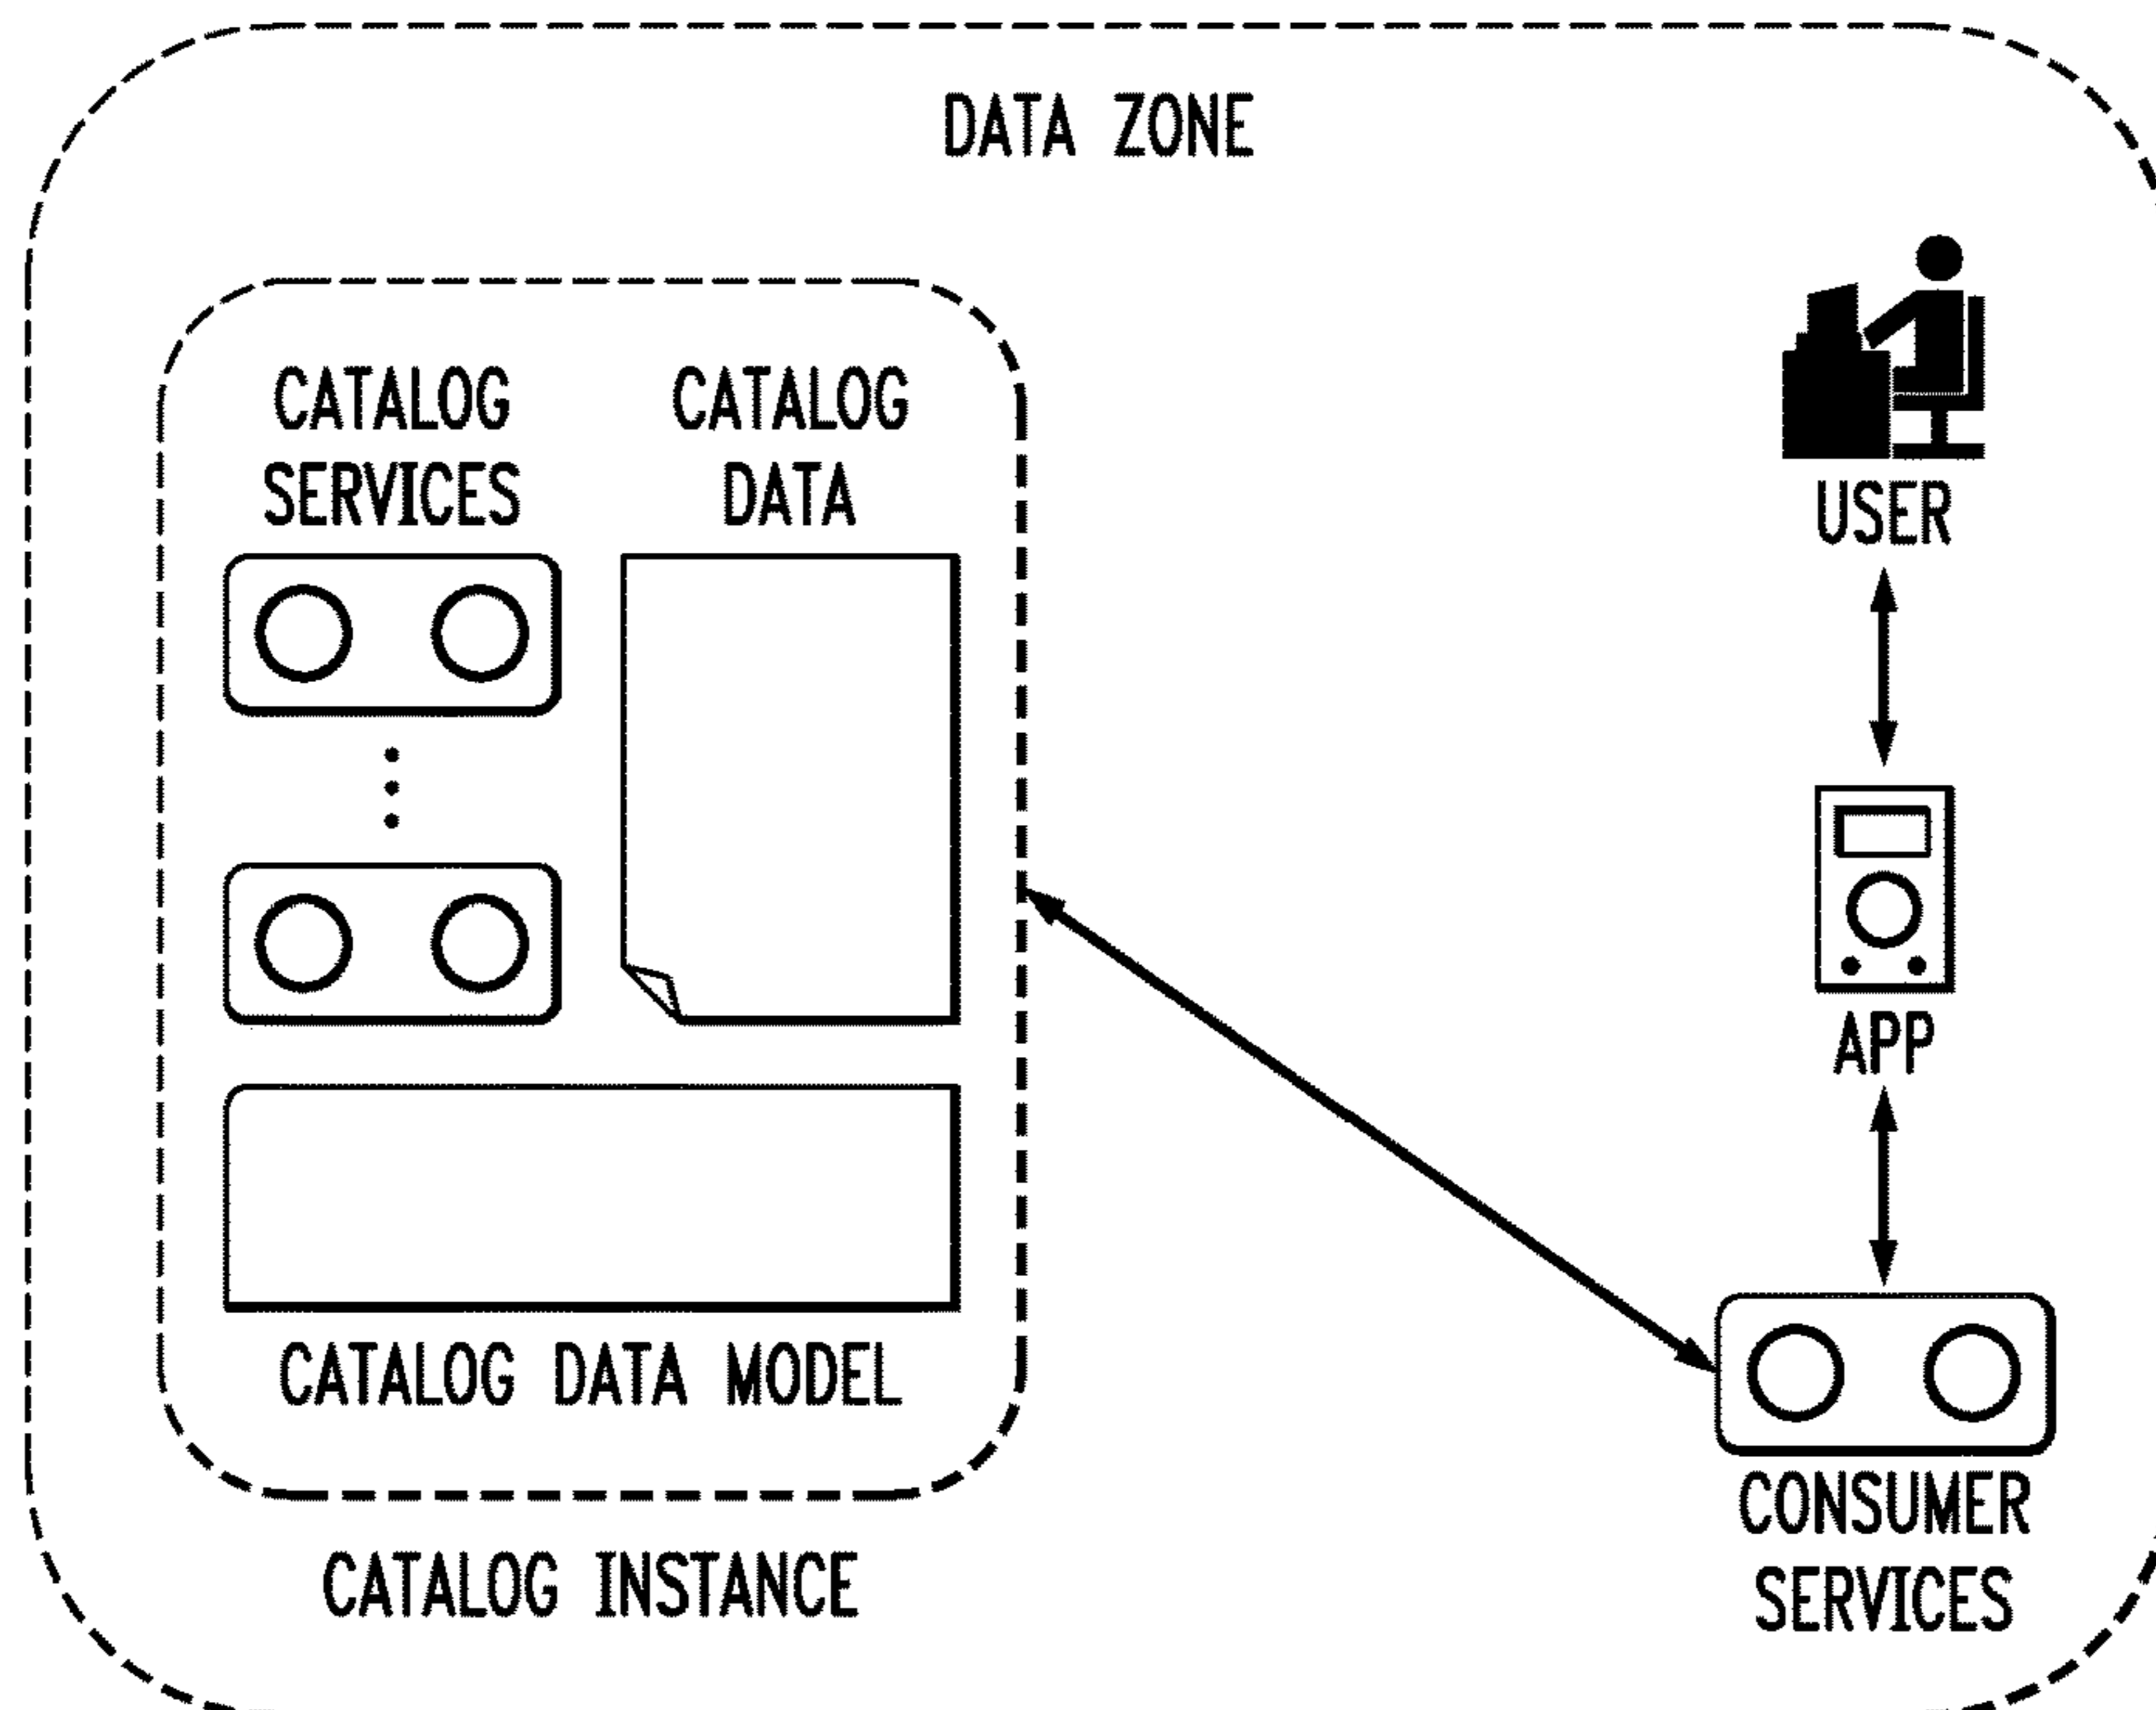 DATA ZONE
CATALOG
SERVICES
CATALOG
DATA
USER
APP
CATALOG DATA MODEL
CONSUMER
SERVICES
CATALOG INSTANCE